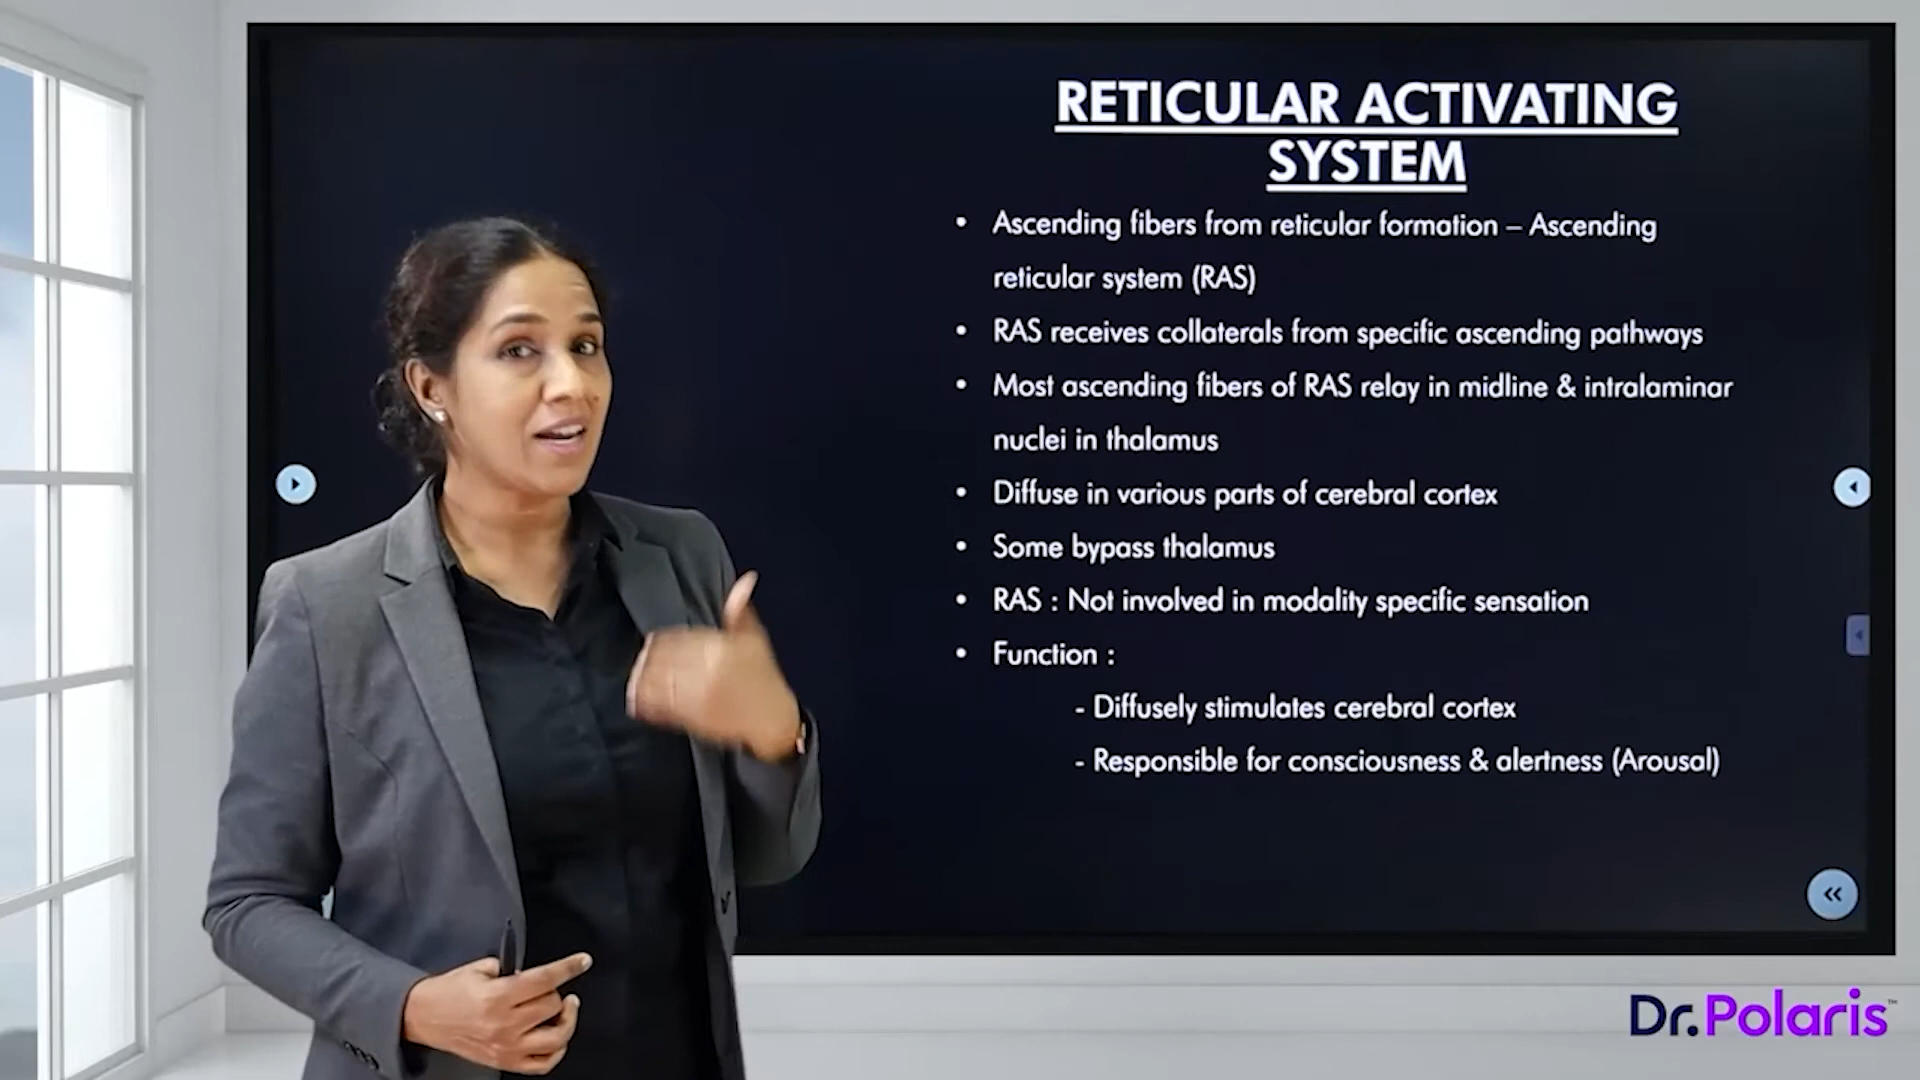 RETICULAR ACTIVATING
SYSTEM
• Ascending fibers from reticular formation – Ascending
reticular system (RAS)
• RAS receives collaterals from specific ascending pathways
• Most ascending fibers of RAS relay in midline & intralaminar
nuclei in thalamus
• Diffuse in various parts of cerebral cortex
• Some bypass thalamus
• RAS : Not involved in modality specific sensation
• Function :
- Diffusely stimulates cerebral cortex
- Responsible for consciousness & alertness (Arousal)
Dr.Polaris™